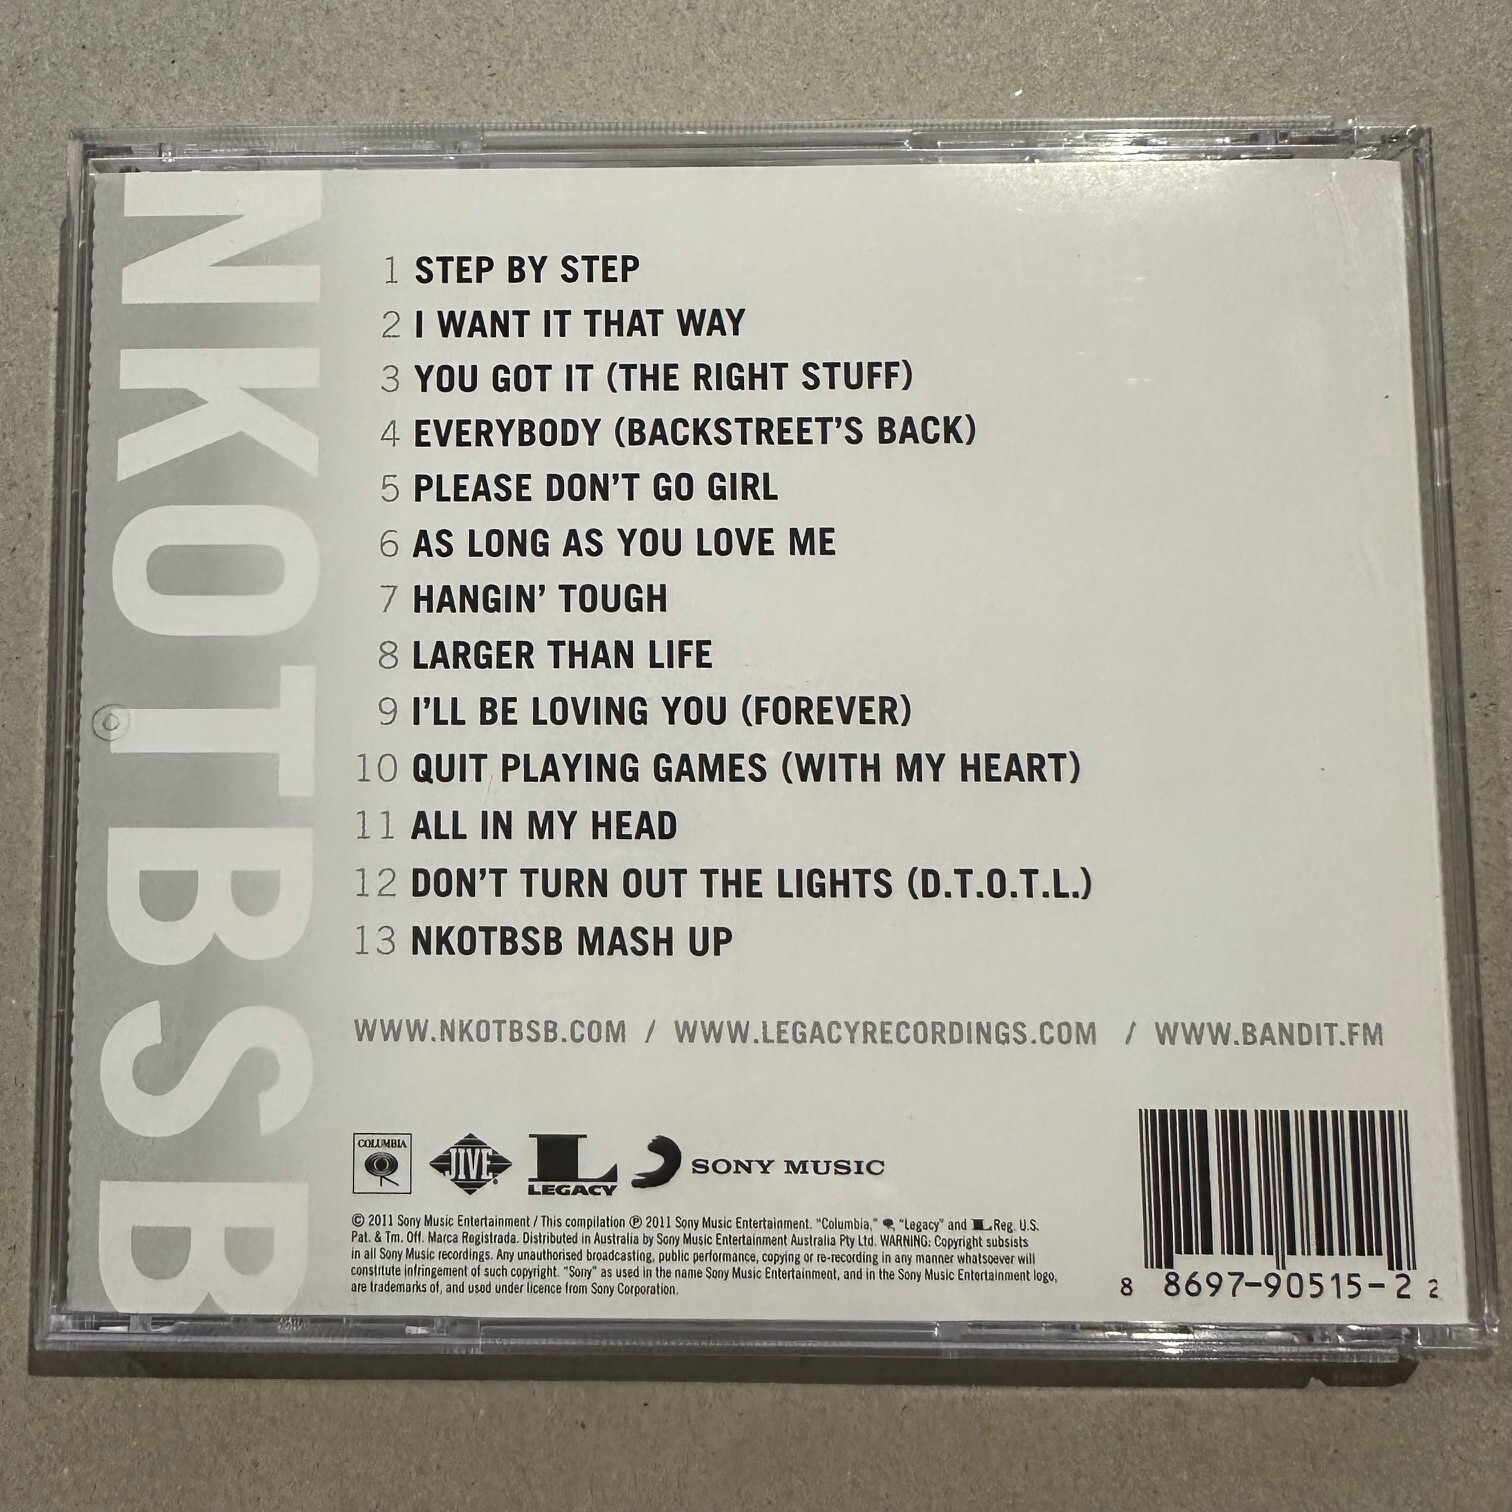 NKOTBSB
1 STEP BY STEP
2 I WANT IT THAT WAY
3 YOU GOT IT (THE RIGHT STUFF)
4 EVERYBODY (BACKSTREET'S BACK)
5 PLEASE DON'T GO GIRL
6 AS LONG AS YOU LOVE ME
7 HANGIN' TOUGH
8 LARGER THAN LIFE
9 I'LL BE LOVING YOU (FOREVER)
10 QUIT PLAYING GAMES (WITH MY HEART)
11 ALL IN MY HEAD
12 DON'T TURN OUT THE LIGHTS (D.T.O.T.L.)
13 NKOTBSB MASH UP
WWW.NKOTBSB.COM / WWW.LEGACYRECORDINGS.COM / WWW.BANDIT.FM
COLUMBIA JIVE L LEGACY SONY MUSIC
© 2011 Sony Music Entertainment / This compilation ℗ 2011 Sony Music Entertainment. "Columbia," "Legacy" and L Reg. U.S.
Pat. & Tm. Off. Marca Registrada. Distributed in Australia by Sony Music Entertainment Australia Pty Ltd. WARNING: Copyright subsists
in all Sony Music recordings. Any unauthorised broadcasting, public performance, copying or re-recording in any manner whatsoever will
constitute infringement of such copyright. "Sony" as used in the name Sony Music Entertainment, and in the Sony Music Entertainment logo,
are trademarks of, and used under licence from Sony Corporation.
8 8697-90515-2 2